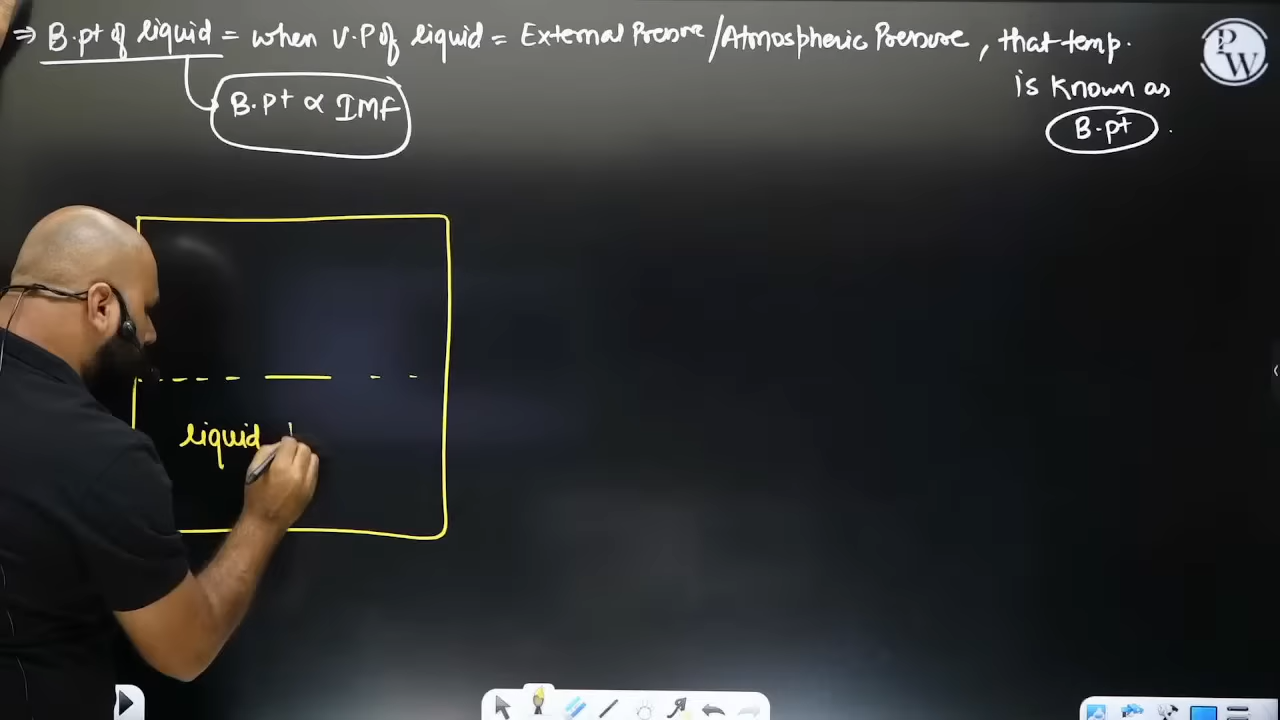 ⇒ B.pt of liquid = when V.P of liquid = External Pressure / Atmospheric Pressure, that temp.
is known as
B.pt ∝ IMF
B.pt.
liquid
PW